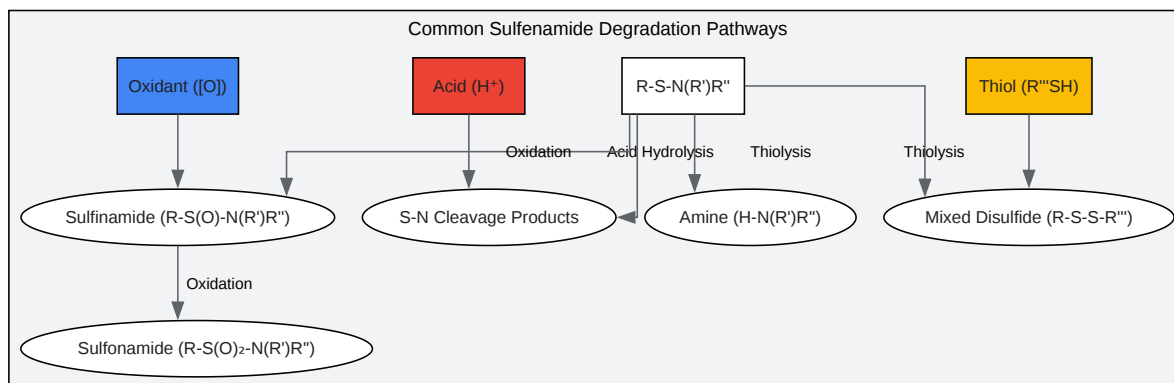 Common Sulfenamide Degradation Pathways
Oxidant ([O])
Acid (H⁺)
R-S-N(R')R''
Thiol (R'''SH)
Oxidation
Acid Hydrolysis
Thiolysis
Thiolysis
Sulfinamide (R-S(O)-N(R')R'')
S-N Cleavage Products
Amine (H-N(R')R'')
Mixed Disulfide (R-S-S-R''')
Oxidation
Sulfonamide (R-S(O)₂-N(R')R'')